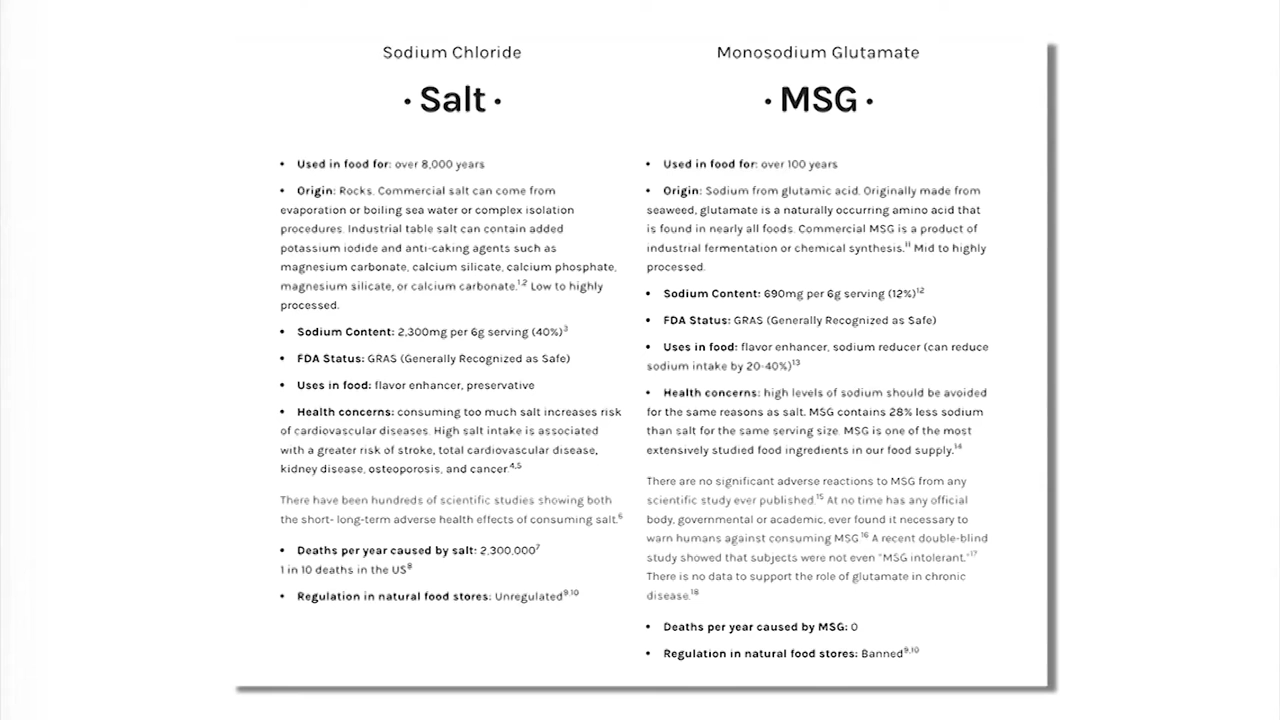 Sodium Chloride
· Salt ·
• Used in food for: over 8,000 years
• Origin: Rocks. Commercial salt can come from
evaporation or boiling sea water or complex isolation
procedures. Industrial table salt can contain added
potassium iodide and anti-caking agents such as
magnesium carbonate, calcium silicate, calcium phosphate,
magnesium silicate, or calcium carbonate.1,2 Low to highly
processed.
• Sodium Content: 2,300mg per 6g serving (40%)3
• FDA Status: GRAS (Generally Recognized as Safe)
• Uses in food: flavor enhancer, preservative
• Health concerns: consuming too much salt increases risk
of cardiovascular diseases. High salt intake is associated
with a greater risk of stroke, total cardiovascular disease,
kidney disease, osteoporosis, and cancer.4,5
There have been hundreds of scientific studies showing both
the short- long-term adverse health effects of consuming salt.6
• Deaths per year caused by salt: 2,300,0007
1 in 10 deaths in the US8
• Regulation in natural food stores: Unregulated9,10
Monosodium Glutamate
· MSG ·
• Used in food for: over 100 years
• Origin: Sodium from glutamic acid. Originally made from
seaweed, glutamate is a naturally occurring amino acid that
is found in nearly all foods. Commercial MSG is a product of
industrial fermentation or chemical synthesis.11 Mid to highly
processed.
• Sodium Content: 690mg per 6g serving (12%)12
• FDA Status: GRAS (Generally Recognized as Safe)
• Uses in food: flavor enhancer, sodium reducer (can reduce
sodium intake by 20-40%)13
• Health concerns: high levels of sodium should be avoided
for the same reasons as salt. MSG contains 28% less sodium
than salt for the same serving size. MSG is one of the most
extensively studied food ingredients in our food supply.14
There are no significant adverse reactions to MSG from any
scientific study ever published.15 At no time has any official
body, governmental or academic, ever found it necessary to
warn humans against consuming MSG16 A recent double-blind
study showed that subjects were not even "MSG intolerant."17
There is no data to support the role of glutamate in chronic
disease.18
• Deaths per year caused by MSG: 0
• Regulation in natural food stores: Banned9,10